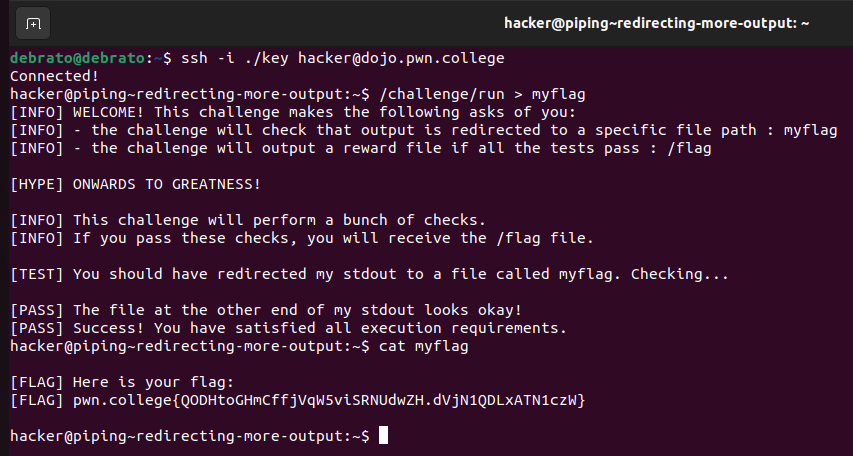 hacker@piping~redirecting-more-output: ~
debrato@debrato:~$ ssh -i ./key hacker@dojo.pwn.college
Connected!
hacker@piping~redirecting-more-output:~$ /challenge/run > myflag
[INFO] WELCOME! This challenge makes the following asks of you:
[INFO] - the challenge will check that output is redirected to a specific file path : myflag
[INFO] - the challenge will output a reward file if all the tests pass : /flag
[HYPE] ONWARDS TO GREATNESS!
[INFO] This challenge will perform a bunch of checks.
[INFO] If you pass these checks, you will receive the /flag file.
[TEST] You should have redirected my stdout to a file called myflag. Checking...
[PASS] The file at the other end of my stdout looks okay!
[PASS] Success! You have satisfied all execution requirements.
hacker@piping~redirecting-more-output:~$ cat myflag
[FLAG] Here is your flag:
[FLAG] pwn.college{QODHtoGHmCffjVqW5viSRNUdwZH.dVjN1QDLxATN1czW}
hacker@piping~redirecting-more-output:~$